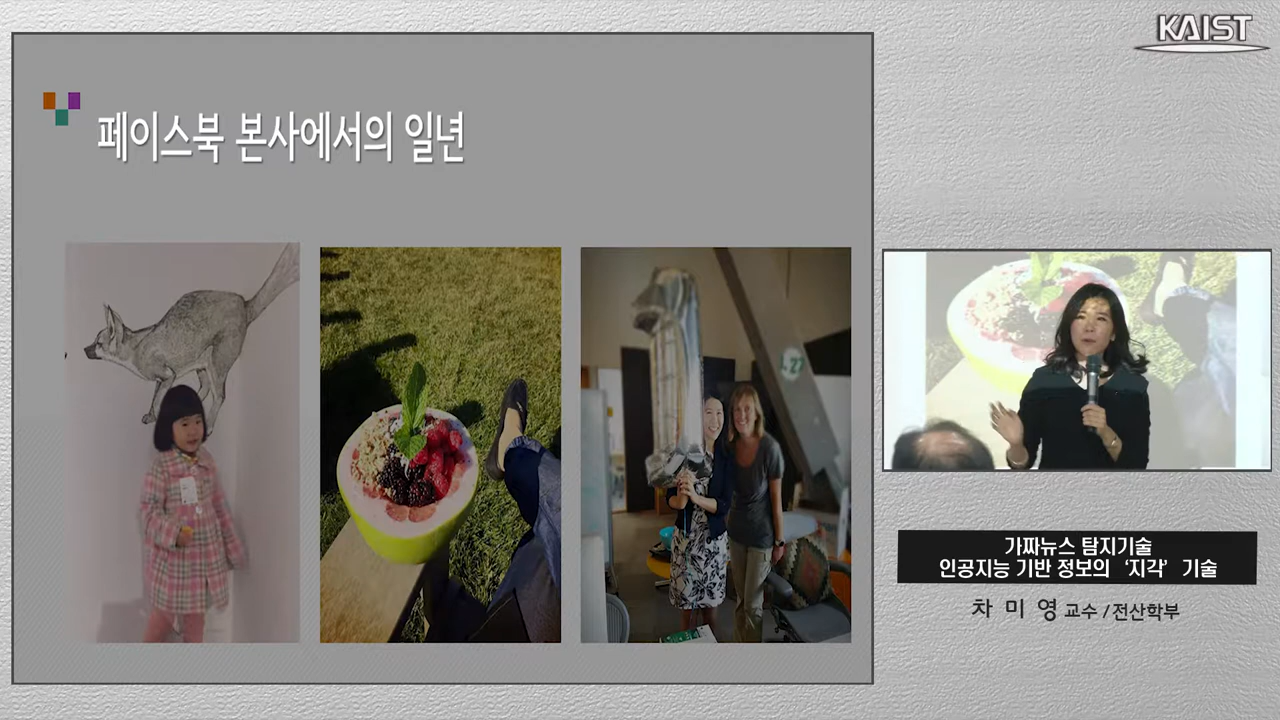 KAIST
페이스북 본사에서의 일년
가짜뉴스 탐지기술
인공지능 기반 정보의 ‘지각’ 기술
차 미 영 교수 / 전산학부